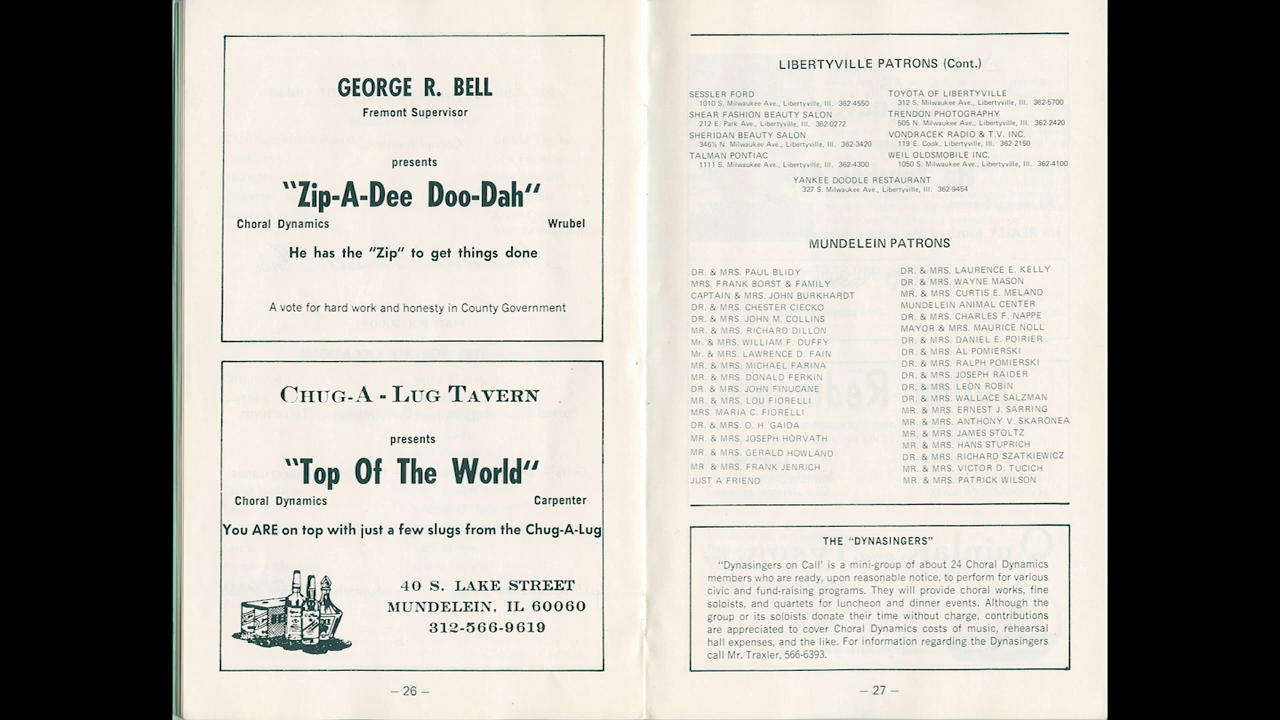 GEORGE R. BELL
Fremont Supervisor
presents
"Zip-A-Dee Doo-Dah"
Choral Dynamics Wrubel
He has the "Zip" to get things done
A vote for hard work and honesty in County Government
CHUG-A-LUG TAVERN
presents
"Top Of The World"
Choral Dynamics Carpenter
You ARE on top with just a few slugs from the Chug-A-Lug
40 S. LAKE STREET
MUNDELEIN, IL 60060
312-566-9619
— 26 —
LIBERTYVILLE PATRONS (Cont.)
SESSLER FORD
1010 S. Milwaukee Ave., Libertyville, Ill. 362-4550
SHEAR FASHION BEAUTY SALON
212 E. Park Ave., Libertyville, Ill. 362-0272
SHERIDAN BEAUTY SALON
346½ N. Milwaukee Ave., Libertyville, Ill. 362-3420
TALMAN PONTIAC
1111 S. Milwaukee Ave., Libertyville, Ill. 362-4300
TOYOTA OF LIBERTYVILLE
312 S. Milwaukee Ave., Libertyville, Ill. 362-5700
TRENDON PHOTOGRAPHY
505 N. Milwaukee Ave., Libertyville, Ill. 362-2420
VONDRACEK RADIO & T.V. INC.
119 E. Cook, Libertyville, Ill. 362-2150
WEIL OLDSMOBILE INC.
1050 S. Milwaukee Ave., Libertyville, Ill. 362-4100
YANKEE DOODLE RESTAURANT
327 S. Milwaukee Ave., Libertyville, Ill. 362-9454
MUNDELEIN PATRONS
DR. & MRS. PAUL BLIDY
MRS. FRANK BORST & FAMILY
CAPTAIN & MRS. JOHN BURKHARDT
DR. & MRS. CHESTER CIECKO
DR. & MRS. JOHN M. COLLINS
MR. & MRS. RICHARD DILLON
Mr. & MRS. WILLIAM F. DUFFY
Mr. & MRS. LAWRENCE D. FAIN
MR. & MRS. MICHAEL FARINA
MR. & MRS. DONALD FERKIN
DR. & MRS. JOHN FINUCANE
MR. & MRS. LOU FIORELLI
MRS. MARIA C. FIORELLI
DR. & MRS. O. H. GAIDA
MR. & MRS. JOSEPH HORVATH
MR. & MRS. GERALD HOWLAND
MR. & MRS. FRANK JENRICH
JUST A FRIEND
DR. & MRS. LAURENCE E. KELLY
DR. & MRS. WAYNE MASON
MR. & MRS. CURTIS E. MELAND
MUNDELEIN ANIMAL CENTER
DR. & MRS. CHARLES F. NAPPE
MAYOR & MRS. MAURICE NOLL
DR. & MRS. DANIEL E. POIRIER
DR. & MRS. AL POMIERSKI
DR. & MRS. RALPH POMIERSKI
DR. & MRS. JOSEPH RAIDER
DR. & MRS. LEON ROBIN
DR. & MRS. WALLACE SALZMAN
MR. & MRS. ERNEST J. SARRING
MR. & MRS. ANTHONY V. SKARONEA
MR. & MRS. JAMES STOLTZ
MR. & MRS. HANS STUPRICH
DR. & MRS. RICHARD SZATKIEWICZ
MR. & MRS. VICTOR D. TUCICH
MR. & MRS. PATRICK WILSON
THE "DYNASINGERS"
"Dynasingers on Call' is a mini-group of about 24 Choral Dynamics
members who are ready, upon reasonable notice, to perform for various
civic and fund-raising programs. They will provide choral works, fine
soloists, and quartets for luncheon and dinner events. Although the
group or its soloists donate their time without charge, contributions
are appreciated to cover Choral Dynamics costs of music, rehearsal
hall expenses, and the like. For information regarding the Dynasingers
call Mr. Traxler, 566-6393.
— 27 —